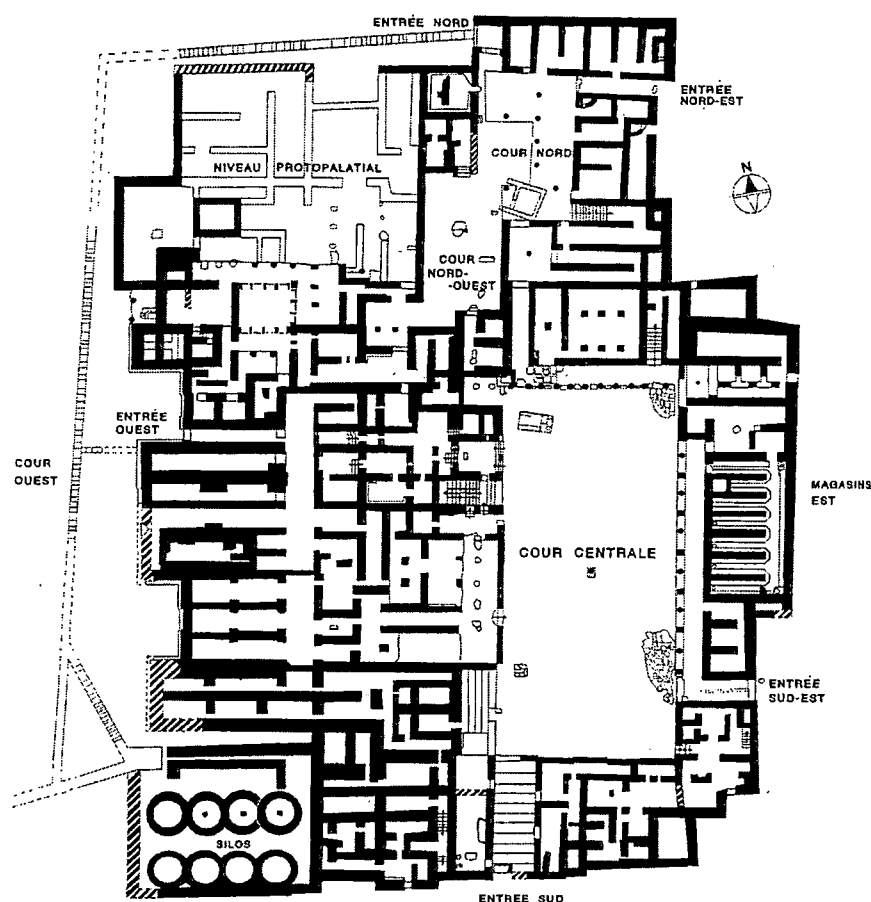 ENTRÉE NORD
ENTRÉE
NORD-EST
COUR NORD
NIVEAU PROTOPALATIAL
N
COUR
NORD-
-OUEST
ENTRÉE
OUEST
COUR
OUEST
MAGASINS
EST
COUR CENTRALE
ENTRÉE
SUD-EST
SILOS
ENTRÉE SUD